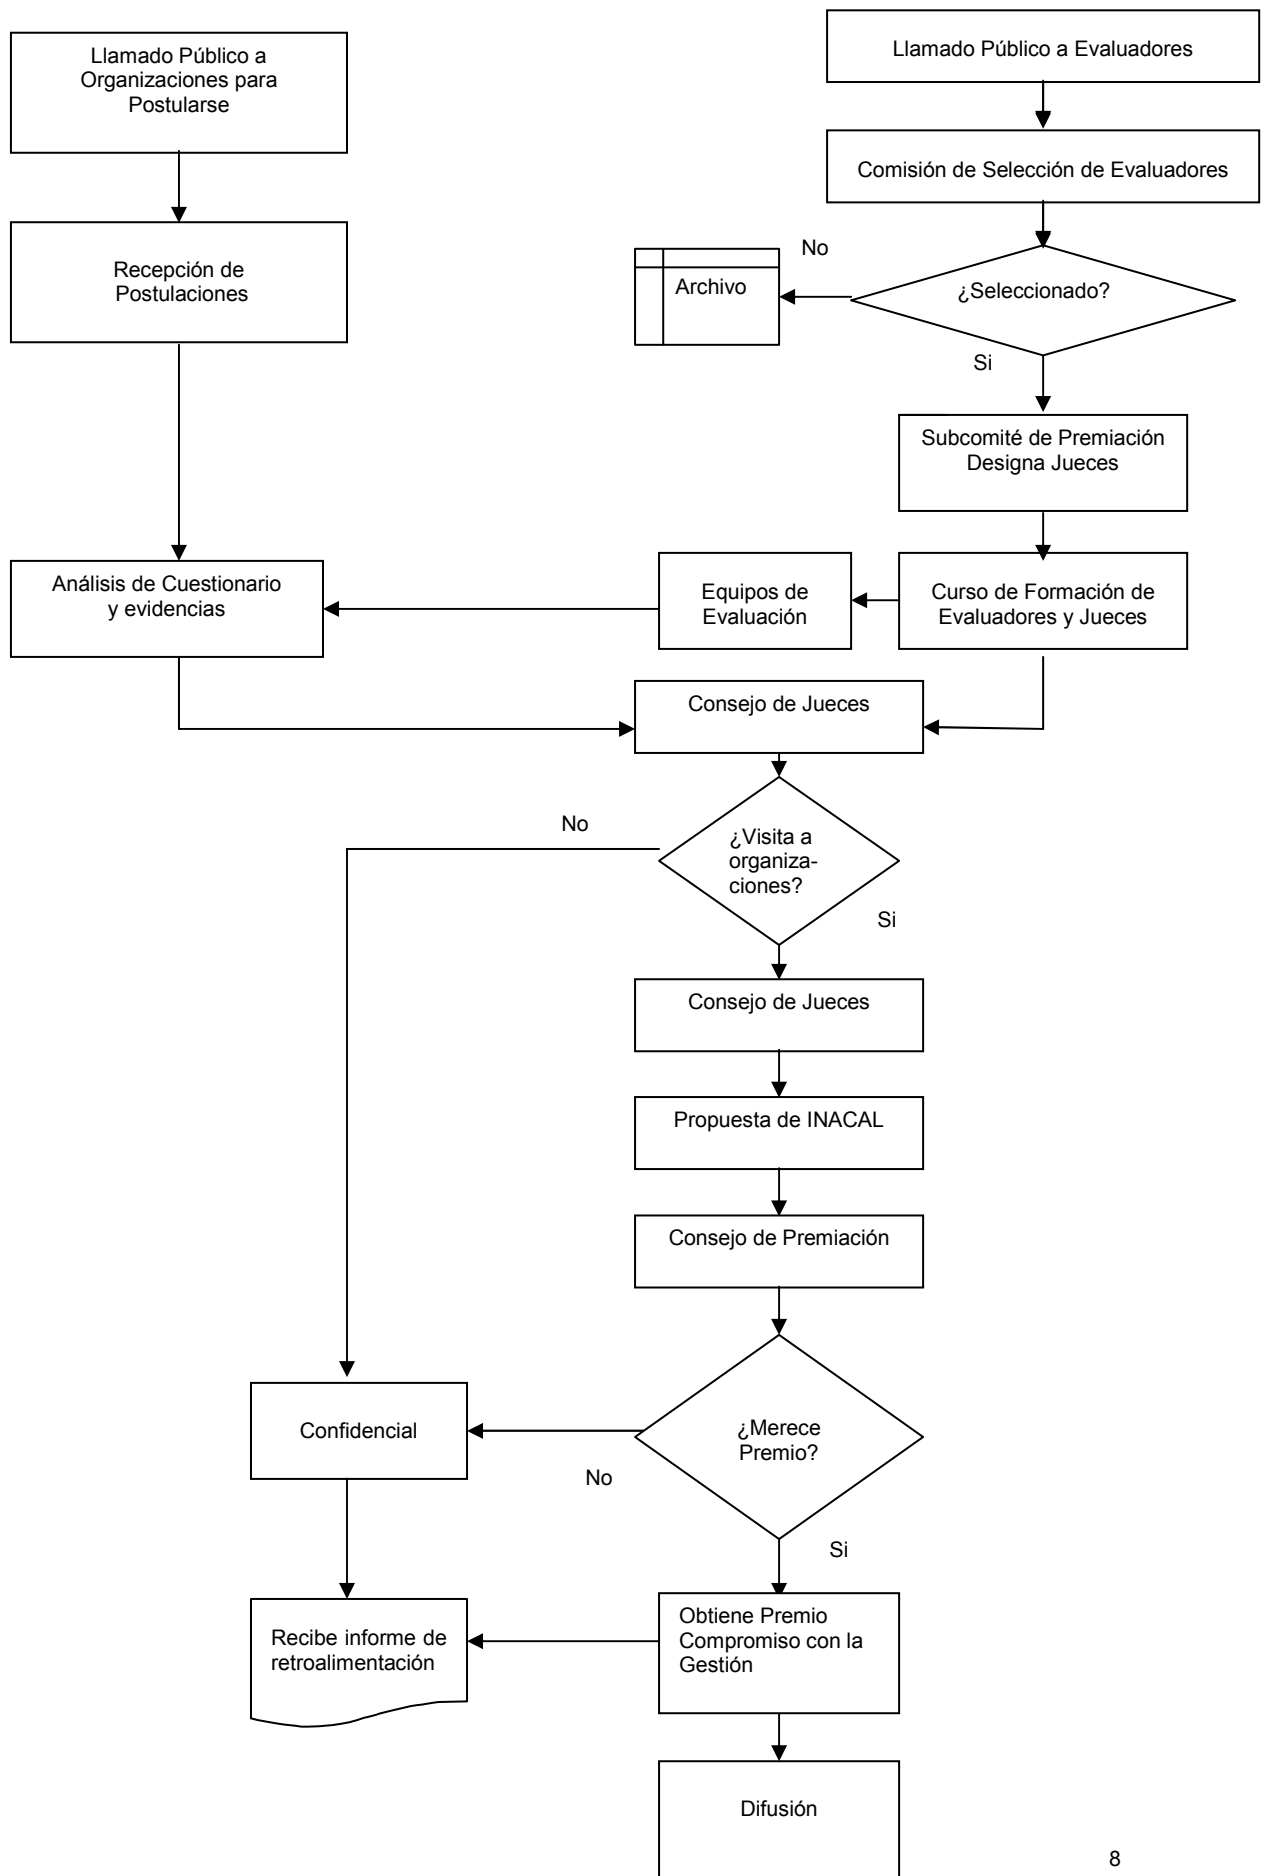 Llamado Público a
Organizaciones para
Postularse
Llamado Público a Evaluadores
Comisión de Selección de Evaluadores
Recepción de
Postulaciones
No
Archivo
¿Seleccionado?
Si
Subcomité de Premiación
Designa Jueces
Análisis de Cuestionario
y evidencias
Equipos de
Evaluación
Curso de Formación de
Evaluadores y Jueces
Consejo de Jueces
No
¿Visita a
organiza-
ciones?
Si
Consejo de Jueces
Propuesta de INACAL
Consejo de Premiación
Confidencial
¿Merece
Premio?
No
Si
Recibe informe de
retroalimentación
Obtiene Premio
Compromiso con la
Gestión
Difusión
8